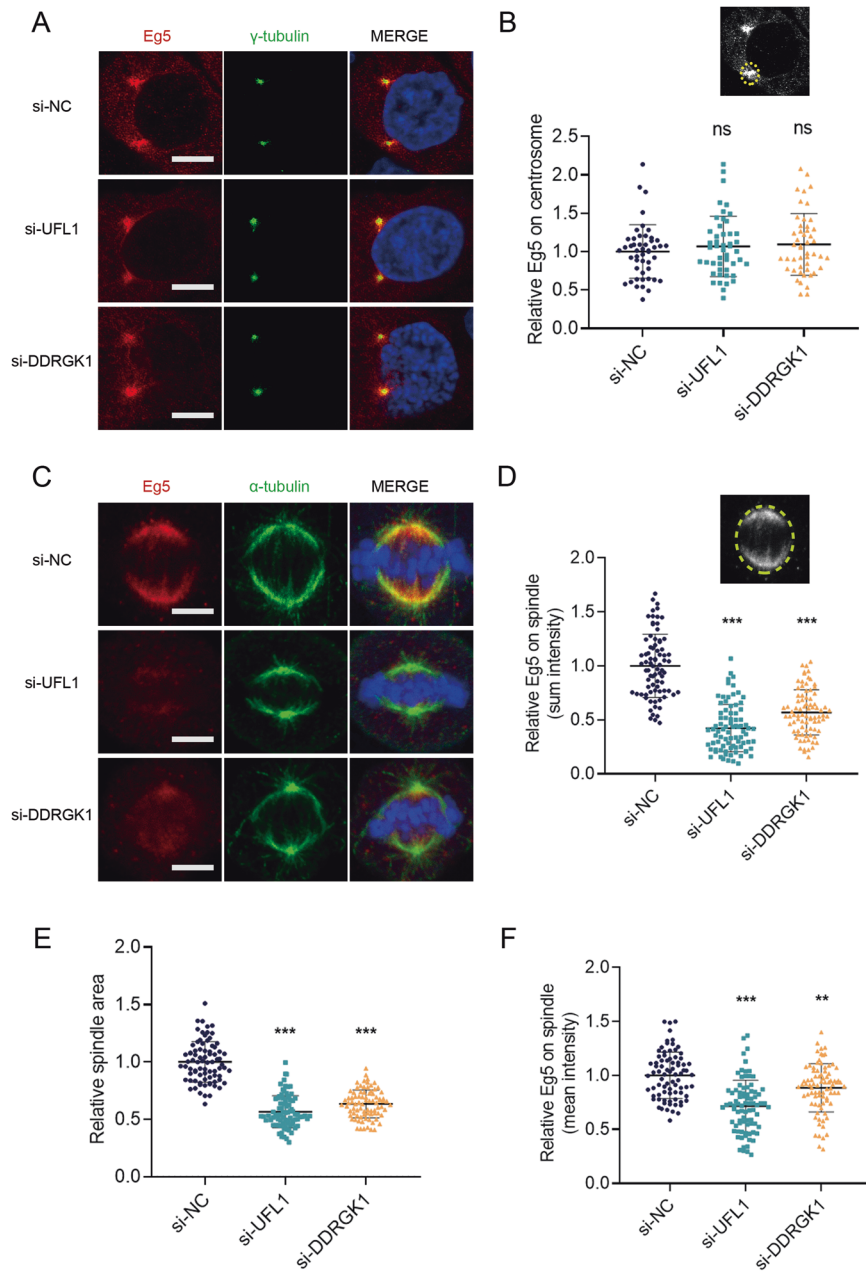 A
Eg5 γ-tubulin MERGE
si-NC
si-UFL1
si-DDRGK1
B
ns ns
Relative Eg5 on centrosome
2.5
2.0
1.5
1.0
0.5
0.0
si-NC si-UFL1 si-DDRGK1
C
Eg5 α-tubulin MERGE
si-NC
si-UFL1
si-DDRGK1
D
*** ***
Relative Eg5 on spindle
(sum intensity)
2.0
1.5
1.0
0.5
0.0
si-NC si-UFL1 si-DDRGK1
E
*** ***
Relative spindle area
2.0
1.5
1.0
0.5
0.0
si-NC si-UFL1 si-DDRGK1
F
*** **
Relative Eg5 on spindle
(mean intensity)
2.0
1.5
1.0
0.5
0.0
si-NC si-UFL1 si-DDRGK1